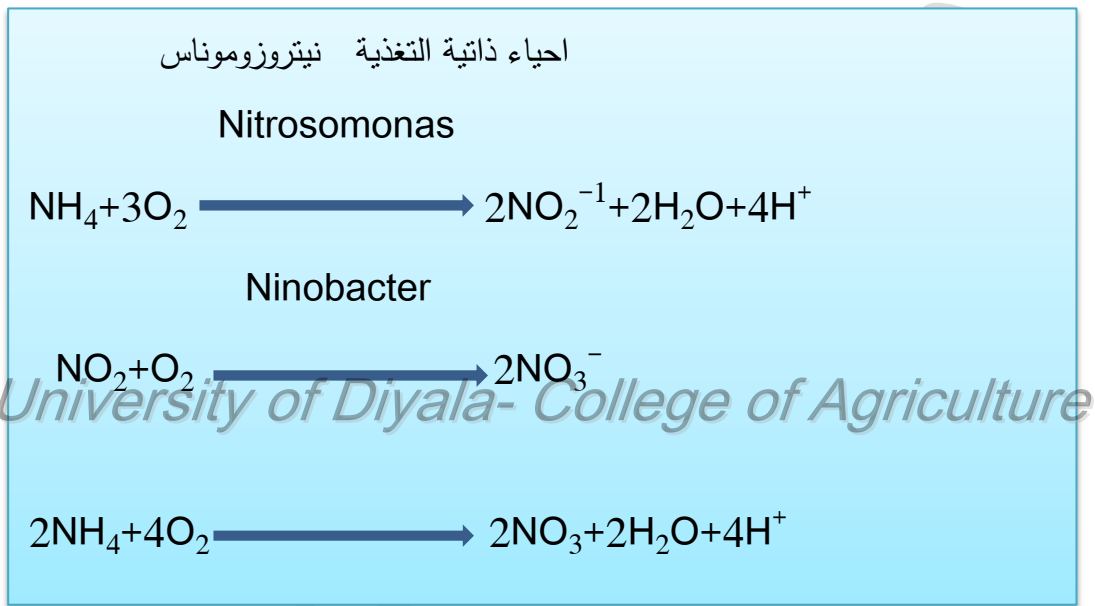 احياء ذاتية التغذية نيتروزوموناس
Nitrosomonas
NH₄+3O₂ → 2NO₂⁻¹+2H₂O+4H⁺
Ninobacter
NO₂+O₂ → 2NO₃⁻
University of Diyala- College of Agriculture
2NH₄+4O₂ → 2NO₃+2H₂O+4H⁺